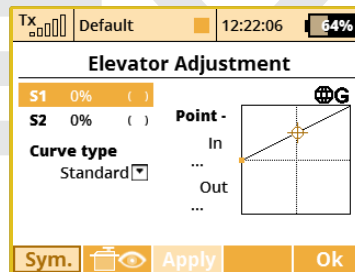 Tx Default 12:22:06 64%
Elevator Adjustment
S1 0% ( )
G
S2 0% ( )
Point -
Curve type
In
...
Standard
Out
...
Sym. Apply Ok